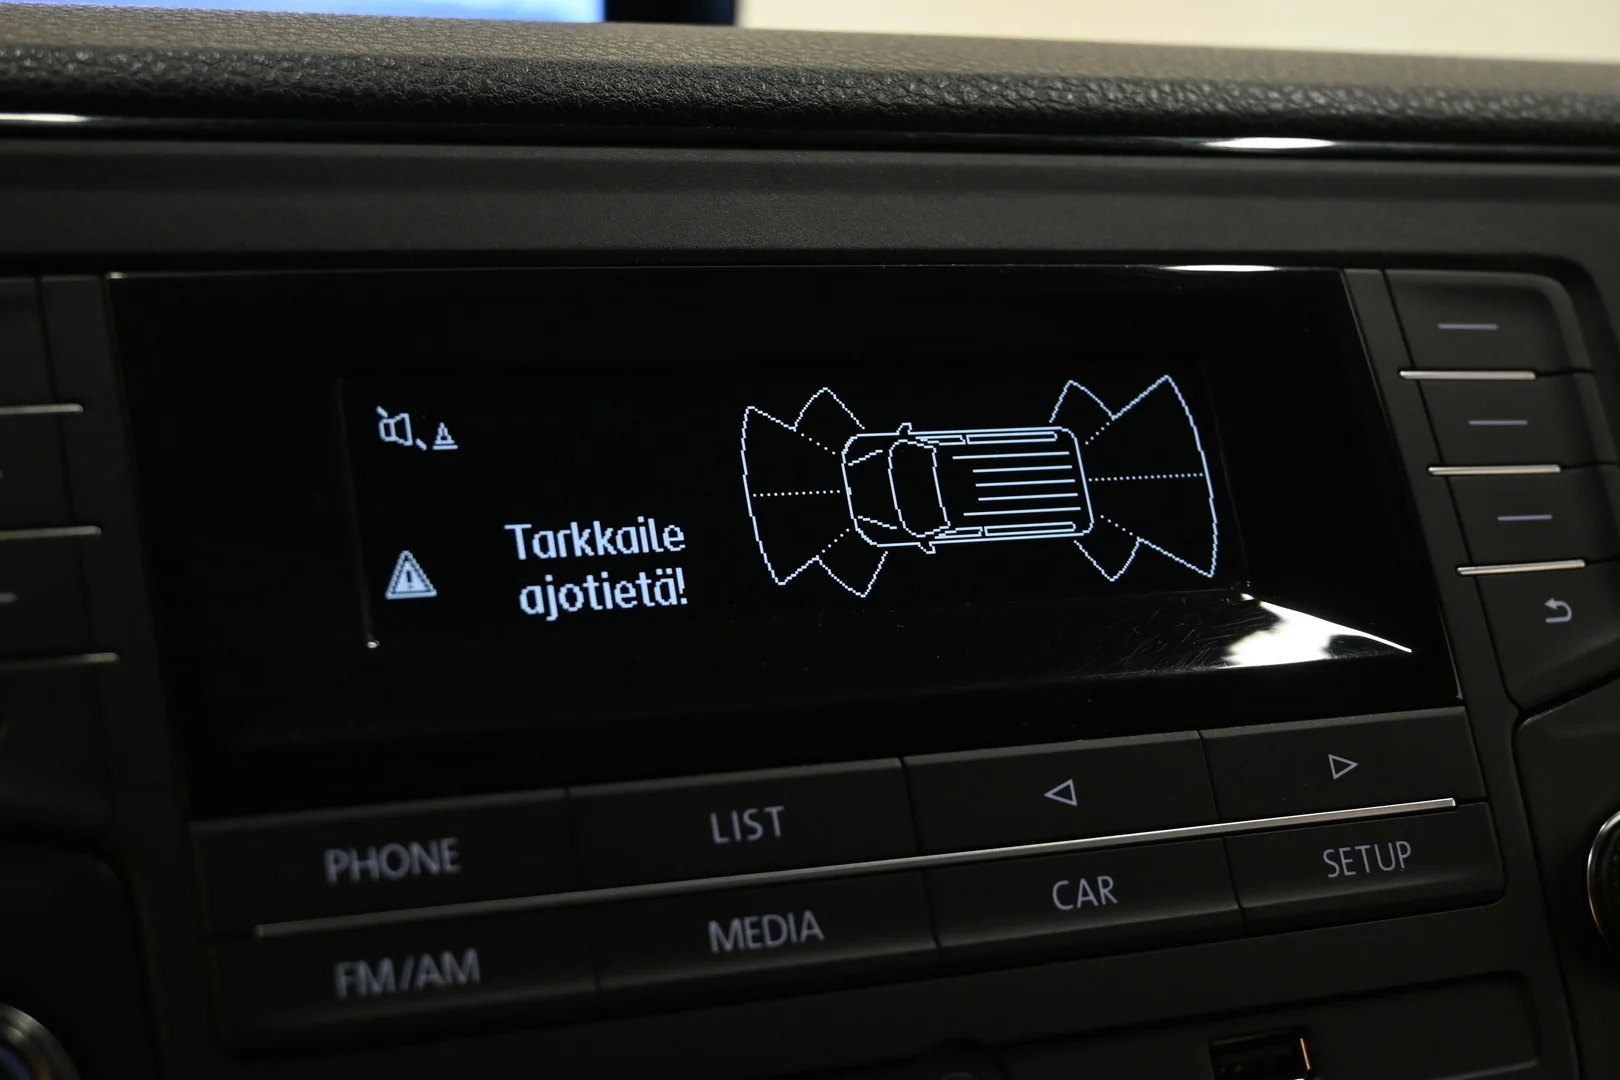 Tarkkaile
ajotietä!
PHONE
LIST
FM/AM
MEDIA
CAR
SETUP